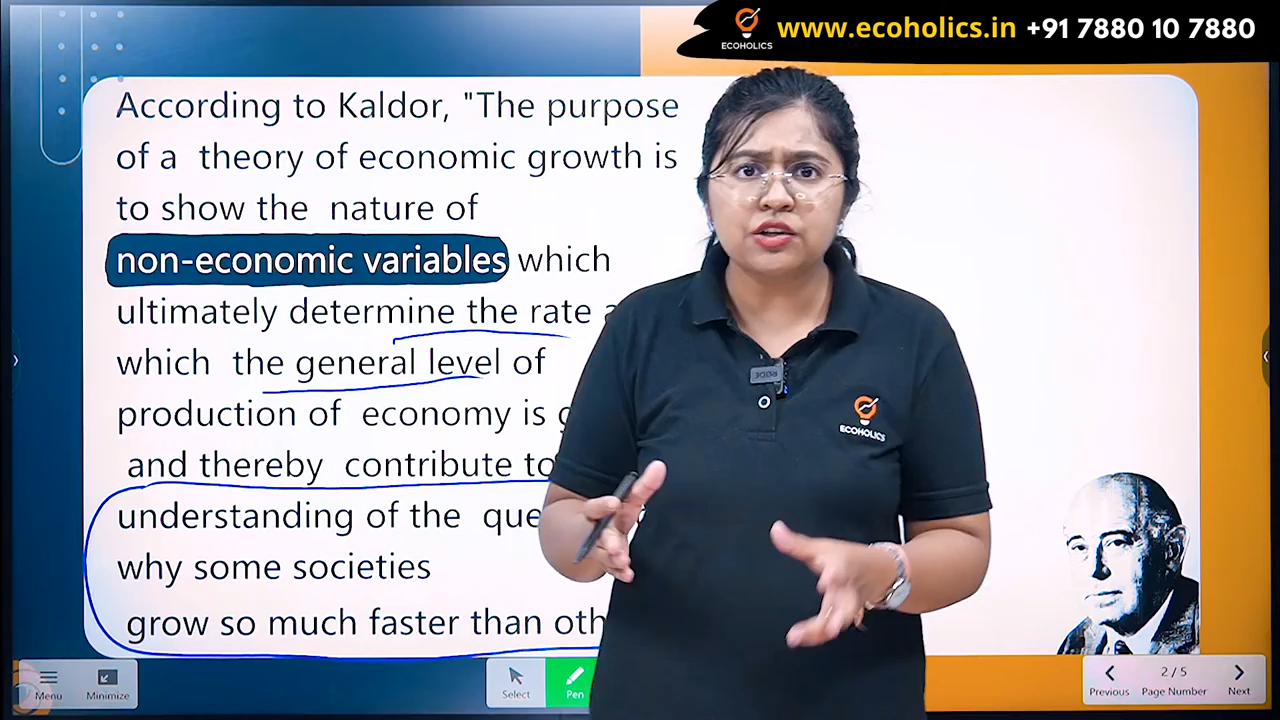 www.ecoholics.in +91 7880 10 7880
ECOHOLICS
According to Kaldor, "The purpose
of a theory of economic growth is
to show the nature of
non-economic variables which
ultimately determine the rate
which the general level of
production of economy is
and thereby contribute to
understanding of the
why some societies
grow so much faster than
RØDE
ECOHOLICS
Menu
Minimize
Select
Pen
Previous
2 / 5
Page Number
Next